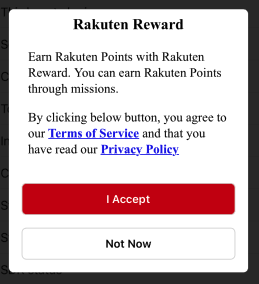 Rakuten Reward
Earn Rakuten Points with Rakuten
Reward. You can earn Rakuten Points
through missions.
By clicking below button, you agree to
our Terms of Service and that you
have read our Privacy Policy
I Accept
Not Now